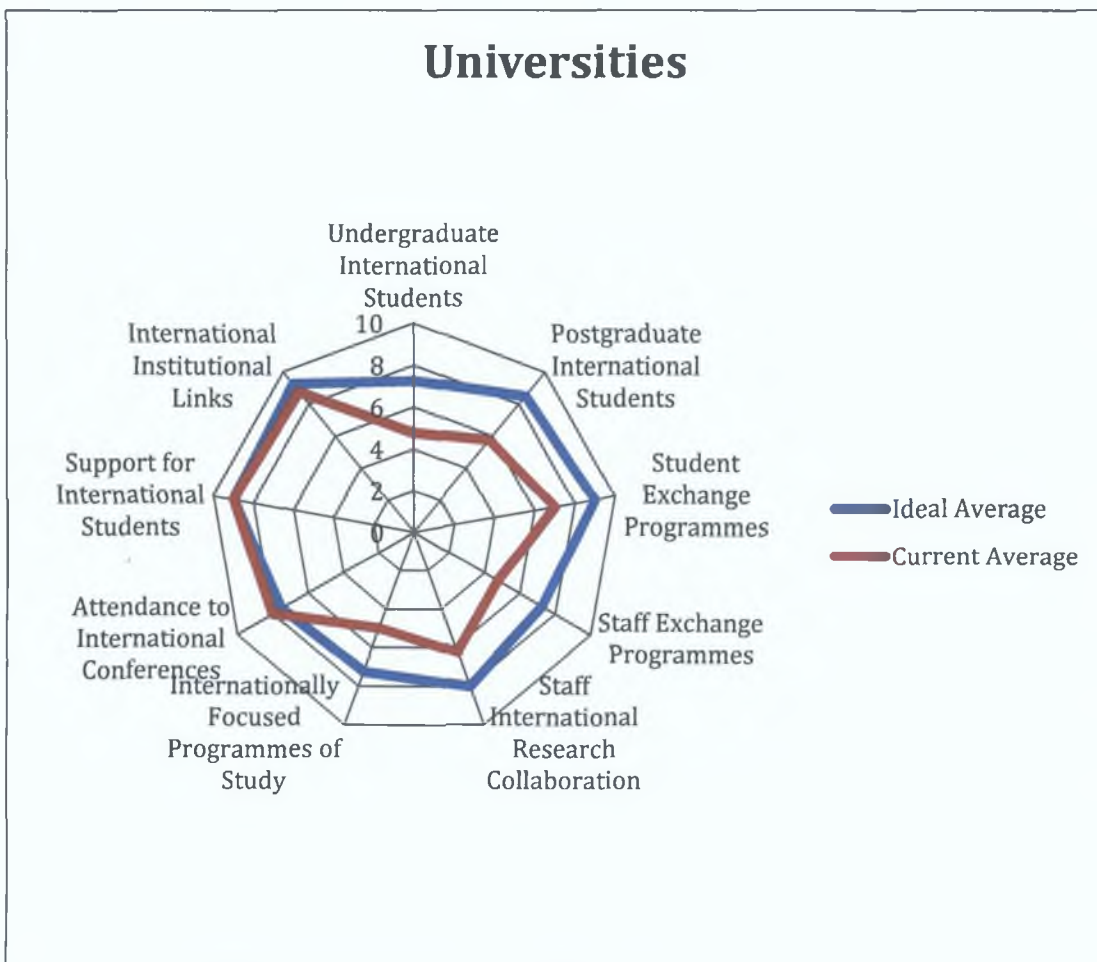 Universities
Undergraduate
International
Students
Postgraduate
International
Students
Student
Exchange
Programmes
Staff Exchange
Programmes
Staff
International
Research
Collaboration
Internationally
Focused
Programmes of
Study
Attendance to
International
Conferences
Support for
International
Students
International
Institutional
Links
10
8
6
4
2
0
Ideal Average
Current Average